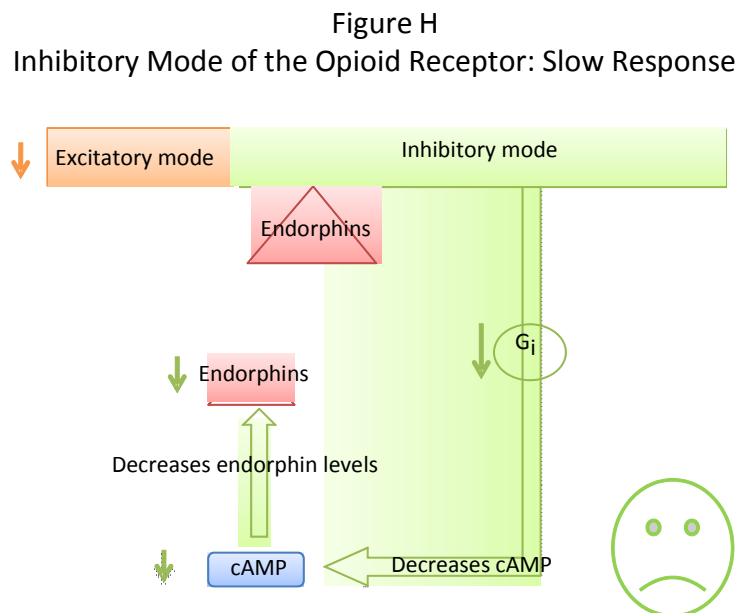 Figure H
Inhibitory Mode of the Opioid Receptor: Slow Response
Excitatory mode
Inhibitory mode
Endorphins
Gi
Endorphins
Decreases endorphin levels
cAMP
Decreases cAMP